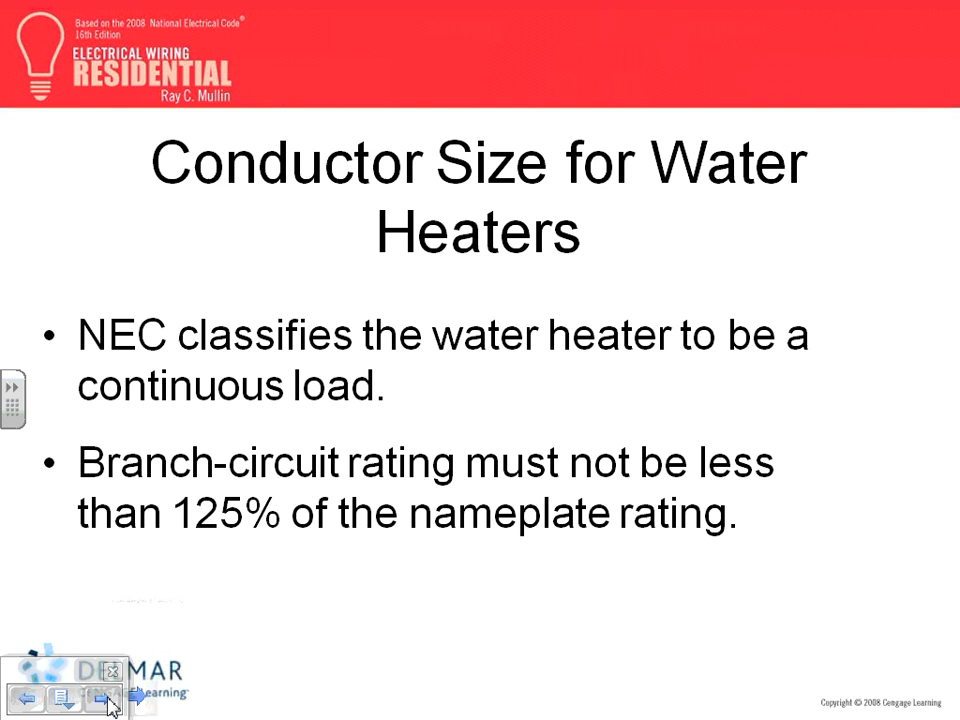 Based on the 2008 National Electrical Code®
16th Edition
ELECTRICAL WIRING
RESIDENTIAL
Ray C. Mullin
Conductor Size for Water
Heaters
• NEC classifies the water heater to be a
continuous load.
• Branch-circuit rating must not be less
than 125% of the nameplate rating.
Learning™
Copyright © 2008 Cengage Learning